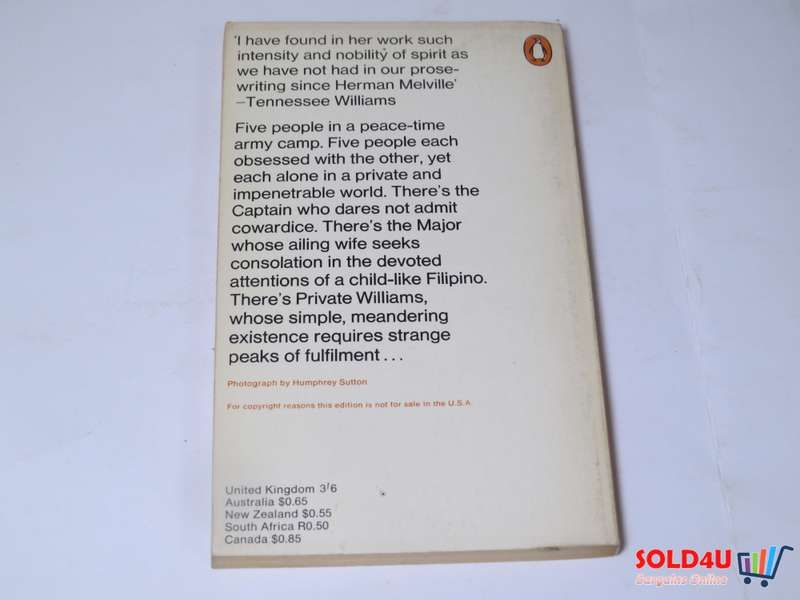 'I have found in her work such
intensity and nobility of spirit as
we have not had in our prose-
writing since Herman Melville'
–Tennessee Williams
Five people in a peace-time
army camp. Five people each
obsessed with the other, yet
each alone in a private and
impenetrable world. There's the
Captain who dares not admit
cowardice. There's the Major
whose ailing wife seeks
consolation in the devoted
attentions of a child-like Filipino.
There's Private Williams,
whose simple, meandering
existence requires strange
peaks of fulfilment...
Photograph by Humphrey Sutton
For copyright reasons this edition is not for sale in the U.S.A.
United Kingdom 3/6
Australia $0.65
New Zealand $0.55
South Africa R0.50
Canada $0.85
SOLD4U
Bargains Online